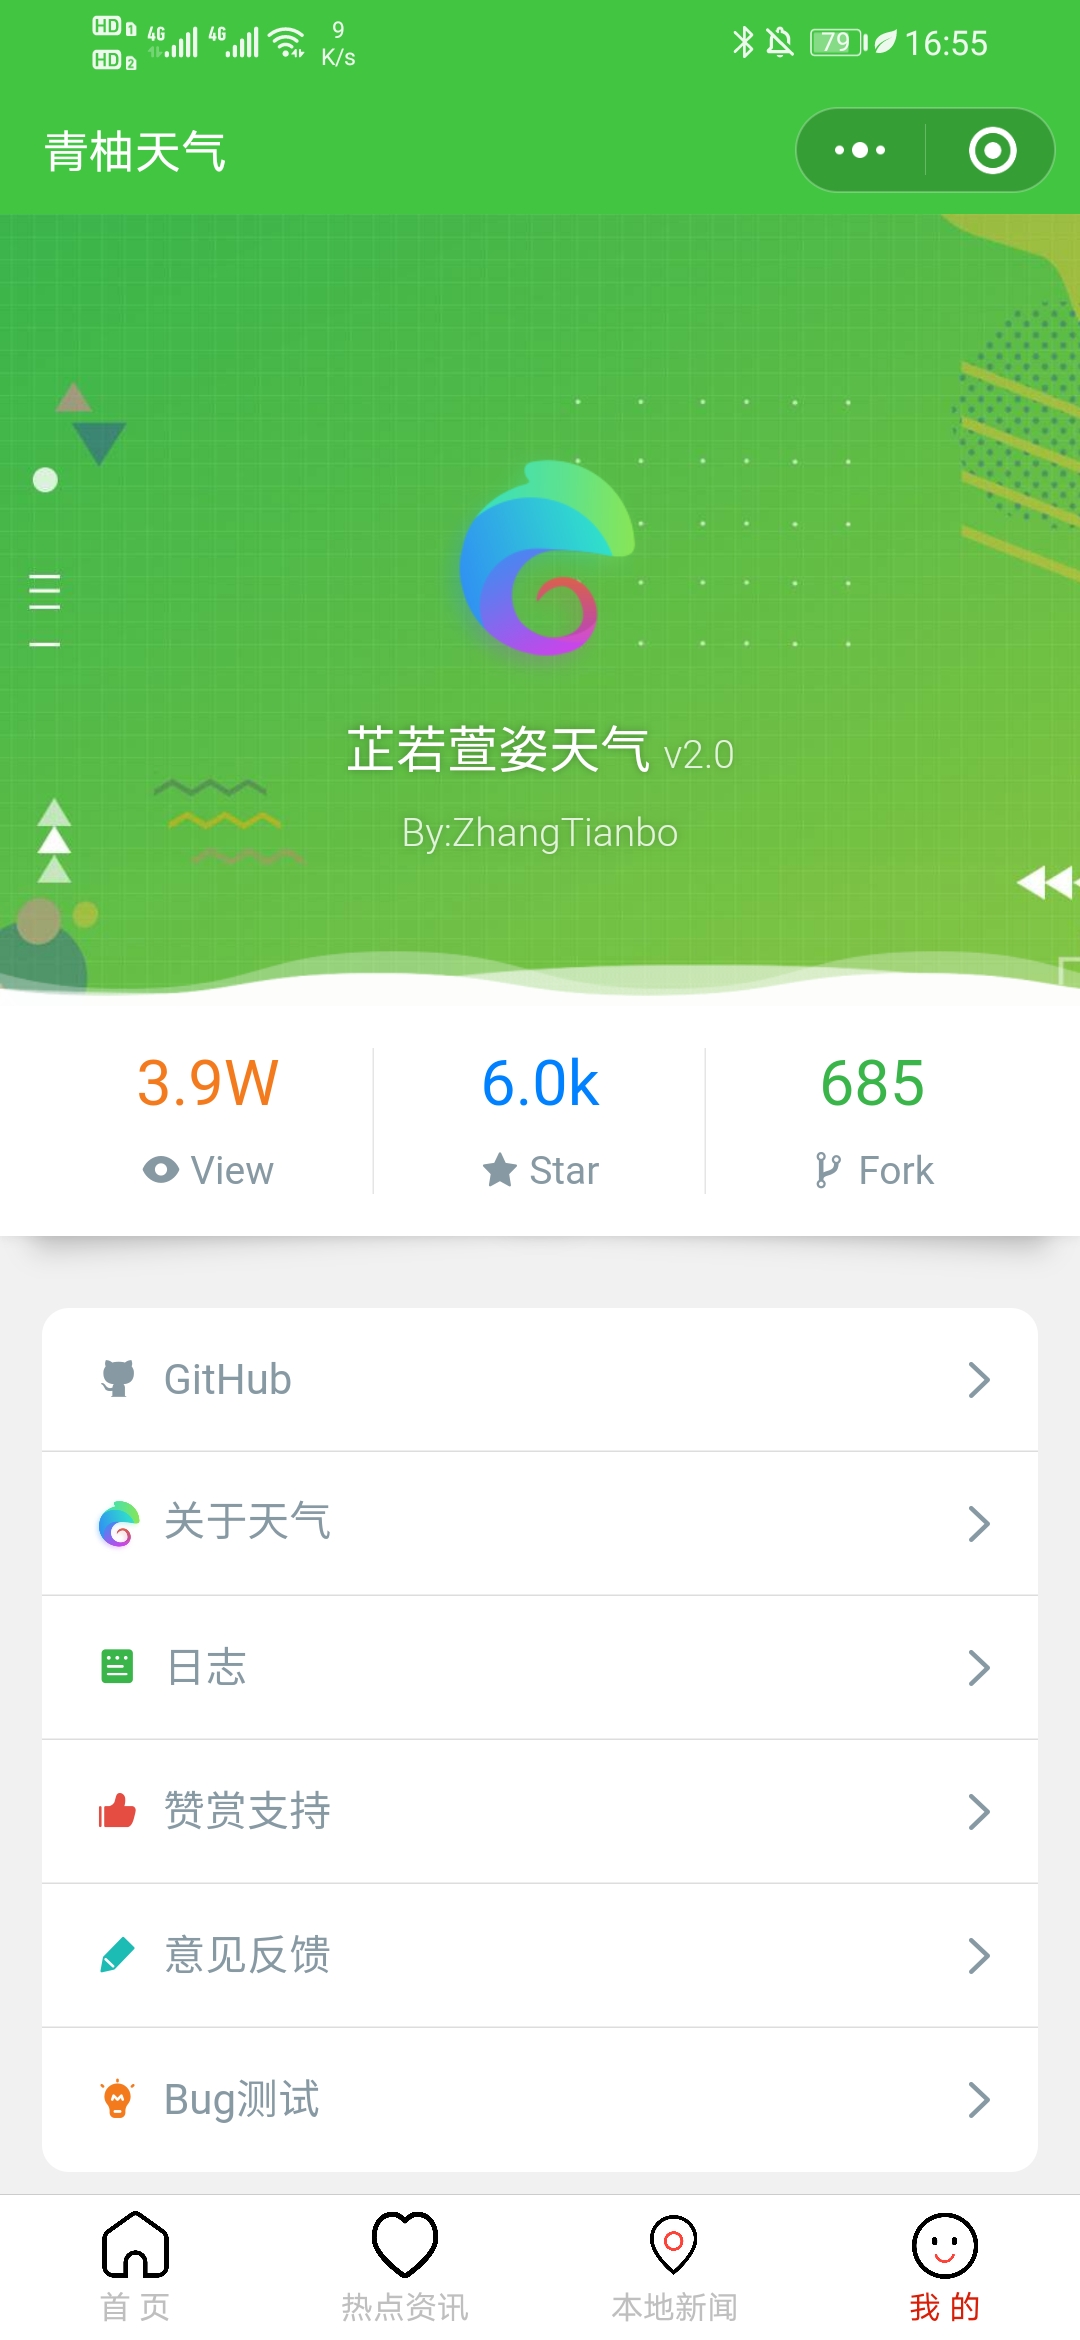 HD 1 4G 4G 9 K/s 79 16:55
HD 2
青柚天气
芷若萱姿天气 v2.0
By:ZhangTianbo
3.9W 6.0k 685
View Star Fork
GitHub
关于天气
日志
赞赏支持
意见反馈
Bug测试
首页 热点资讯 本地新闻 我的